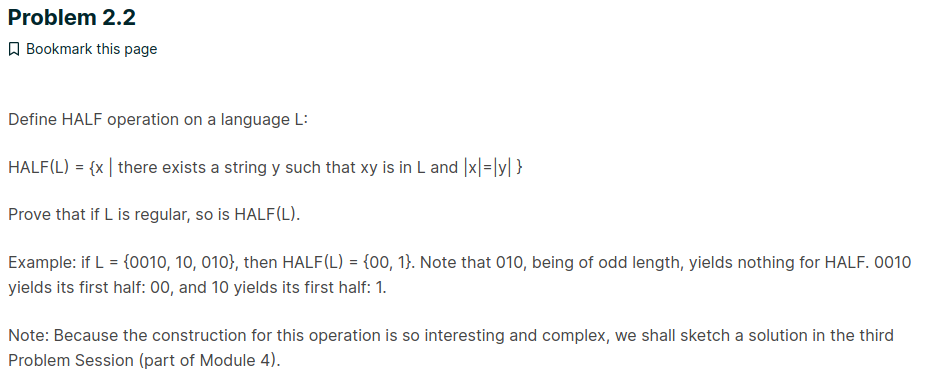 Problem 2.2
Bookmark this page
Define HALF operation on a language L:
HALF(L) = {x | there exists a string y such that xy is in L and |x|=|y| }
Prove that if L is regular, so is HALF(L).
Example: if L = {0010, 10, 010}, then HALF(L) = {00, 1}. Note that 010, being of odd length, yields nothing for HALF. 0010
yields its first half: 00, and 10 yields its first half: 1.
Note: Because the construction for this operation is so interesting and complex, we shall sketch a solution in the third
Problem Session (part of Module 4).